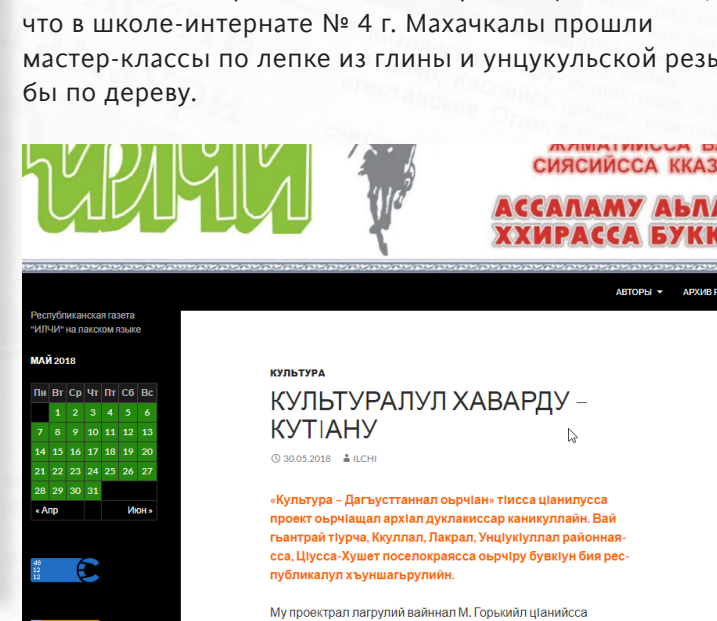 что в школе-интернате № 4 г. Махачкалы прошли
мастер-классы по лепке из глины и унцукульской резь
бы по дереву.
ИЛЧИ
СИЯСИЙССА ККАЗ
АССАЛАМУ АЬЛА
ХХИРАССА БУКК
АВТОРЫ
АРХИВ
Республиканская газета
"ИЛЧИ" на лакском языке
МАЙ 2018
Пн Вт Ср Чт Пт Сб Вс
1 2 3 4 5 6
7 8 9 10 11 12 13
14 15 16 17 18 19 20
21 22 23 24 25 26 27
28 29 30 31
« Апр Июн »
48
12
12
КУЛЬТУРА
КУЛЬТУРАЛУЛ ХАВАРДУ –
КУТIАНУ
30.05.2018 ILCHI
«Культура – Дагъусттаннал оьрчIан» тIисса цIанилусса
проект оьрчIащал архIал дуклакиссар каникуллайн. Вай
гьантрай тIурча, Ккуллал, Лакрал, УнцIукIуллал районная-
сса, ЦIусса-Хушет поселокраясса оьрчIру бувкIун бия рес-
публикалул хъуншагьрулийн.
Му проектрал лагрулий вайннал М. Горькийл цIанийсса